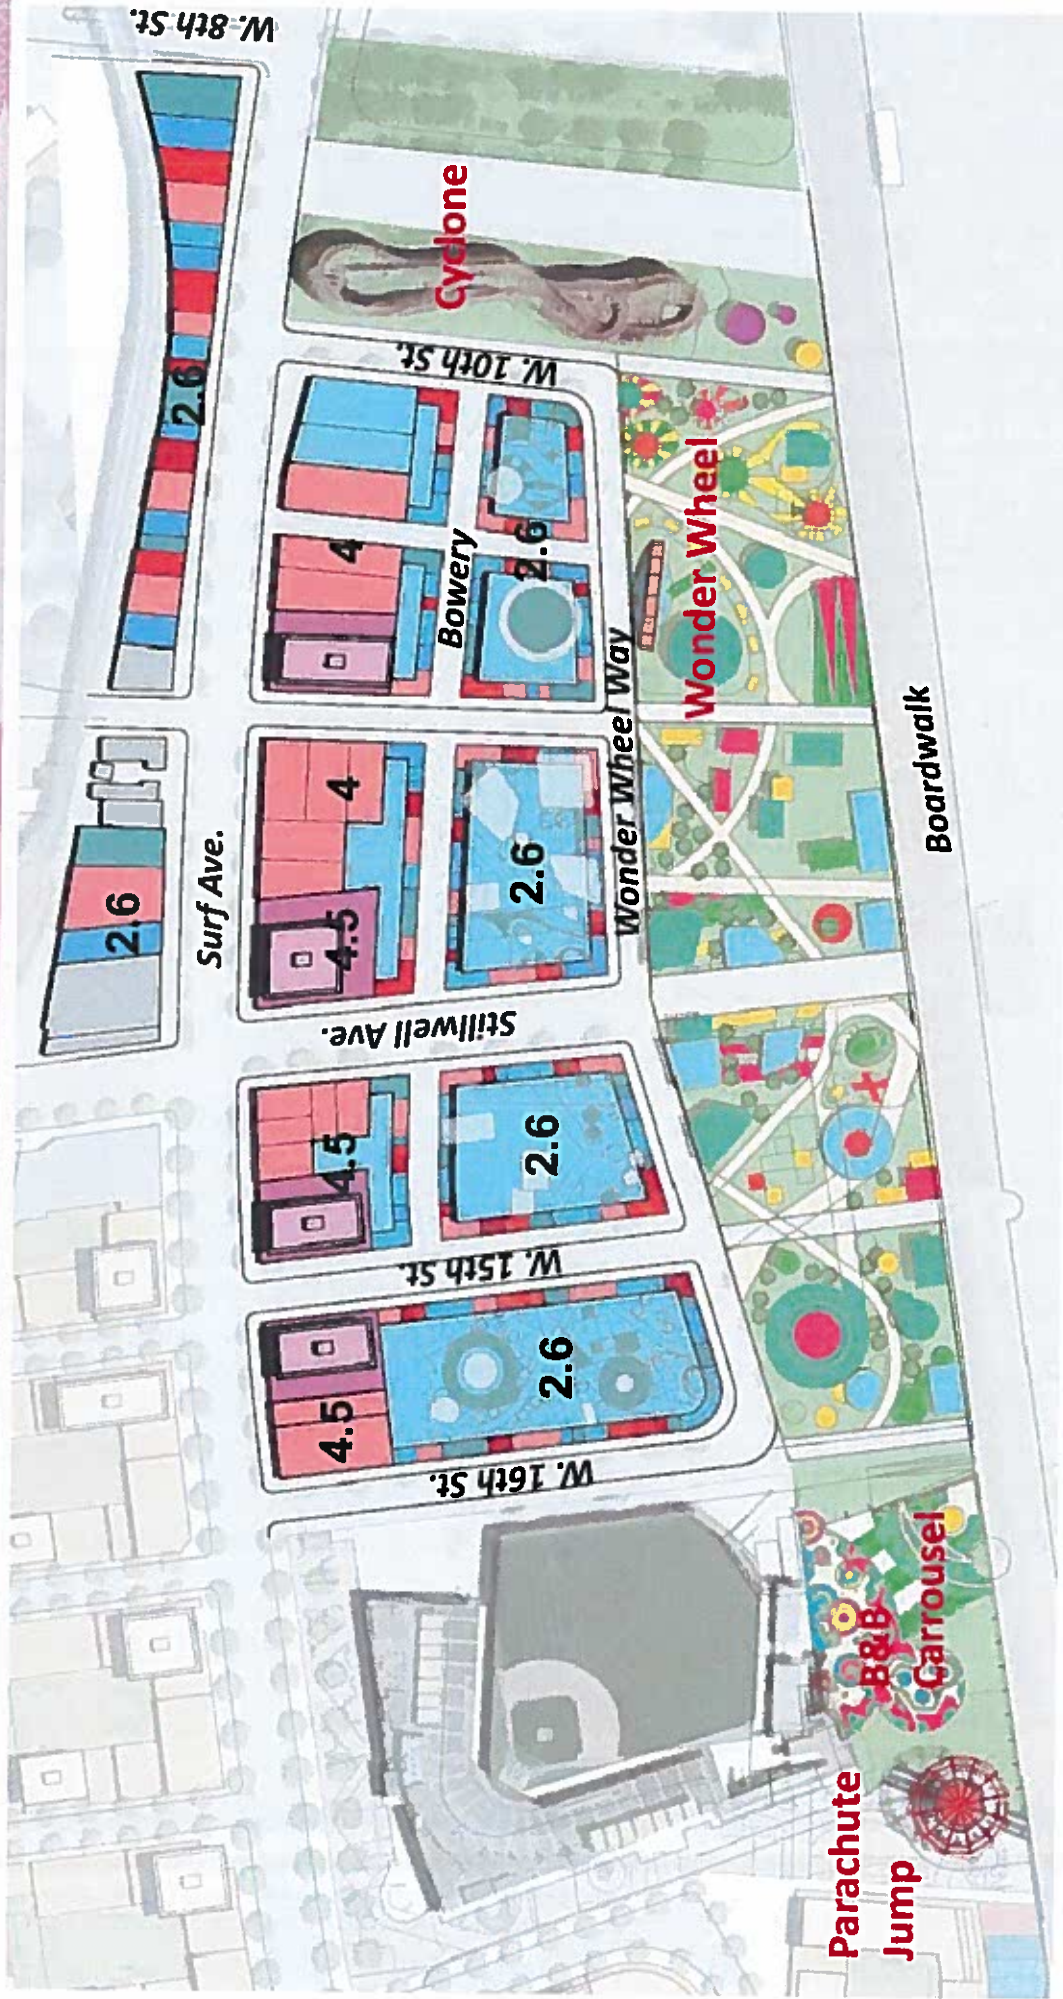 W. 8th St.
2.6
2.6
Surf Ave.
Cyclone
W. 10th St.
4
Bowery
2.6
Wonder Wheel
Wonder Wheel Way
4
4.5
2.6
Boardwalk
Stillwell Ave.
4.5
2.6
W. 15th St.
4.5
2.6
W. 16th St.
B&B
Carrousel
Parachute
Jump